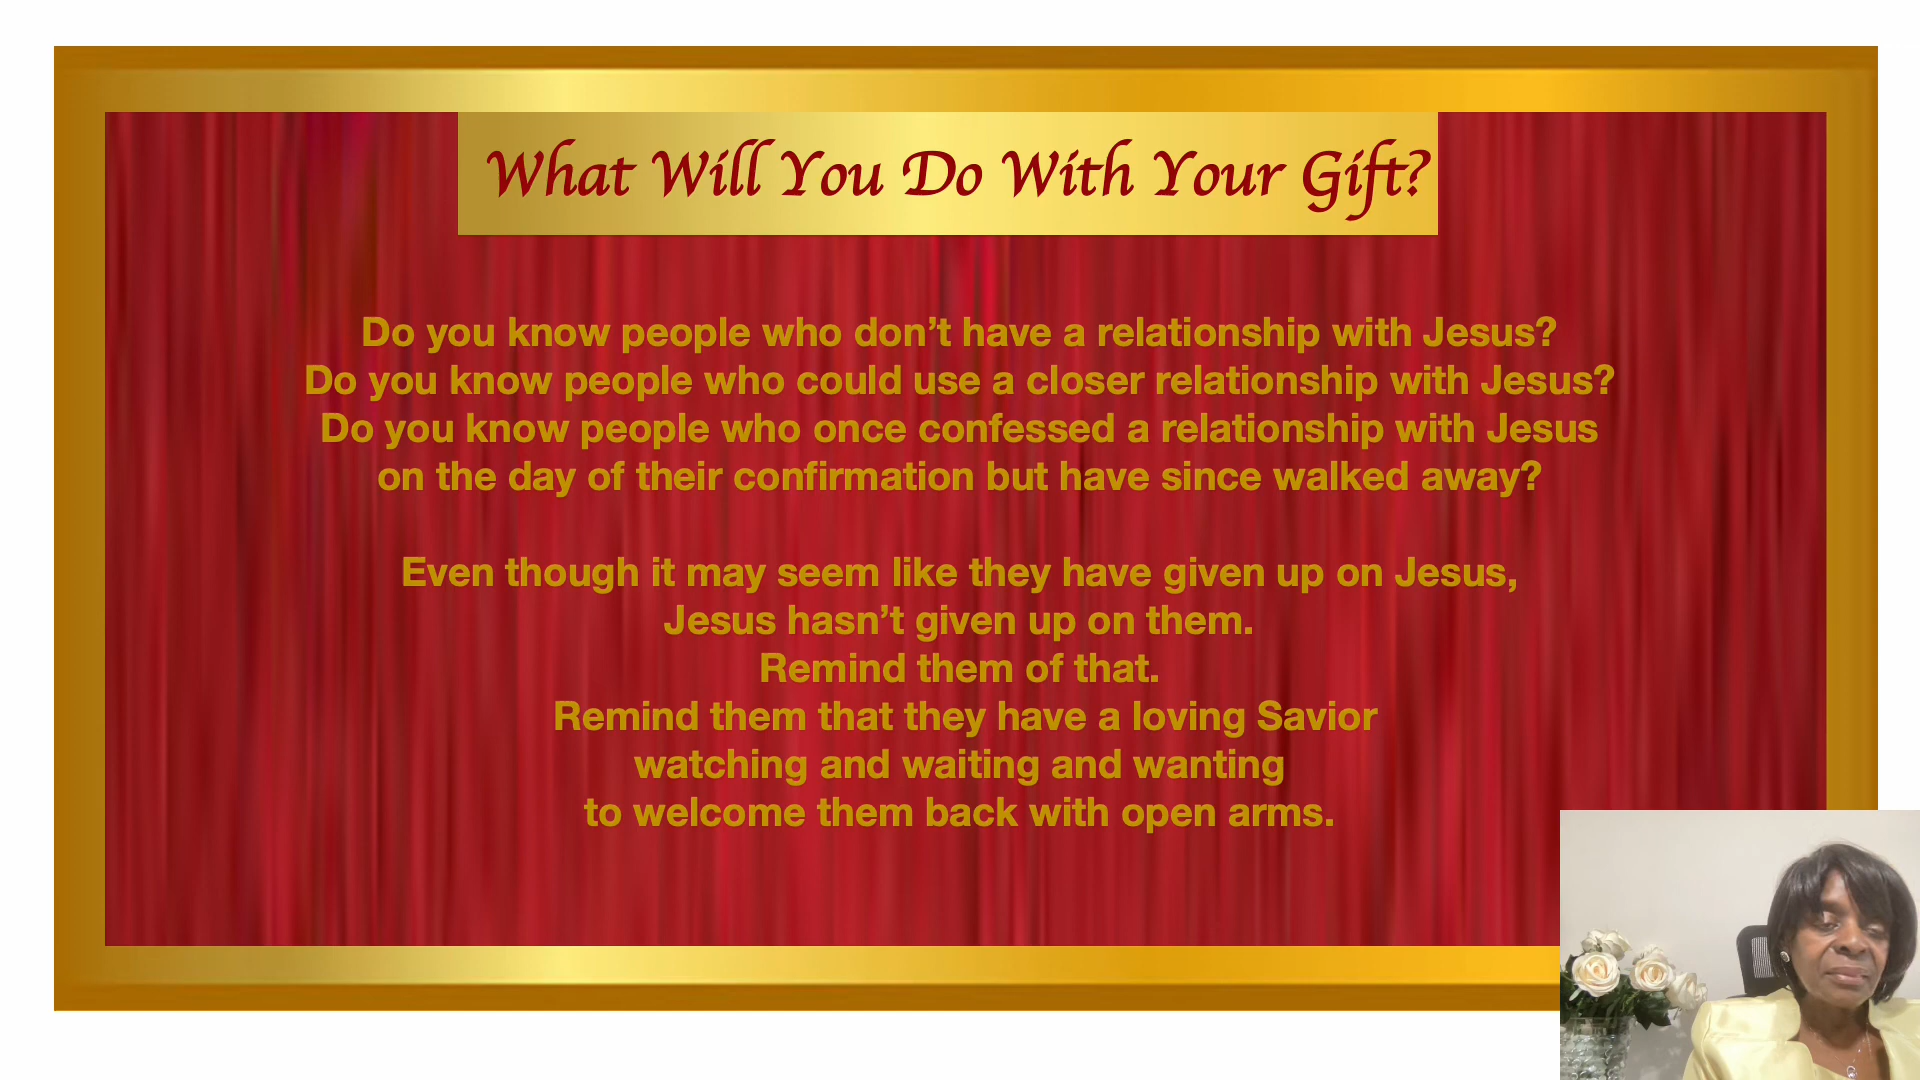 What Will You Do With Your Gift?
Do you know people who don’t have a relationship with Jesus?
Do you know people who could use a closer relationship with Jesus?
Do you know people who once confessed a relationship with Jesus
on the day of their confirmation but have since walked away?
Even though it may seem like they have given up on Jesus,
Jesus hasn’t given up on them.
Remind them of that.
Remind them that they have a loving Savior
watching and waiting and wanting
to welcome them back with open arms.